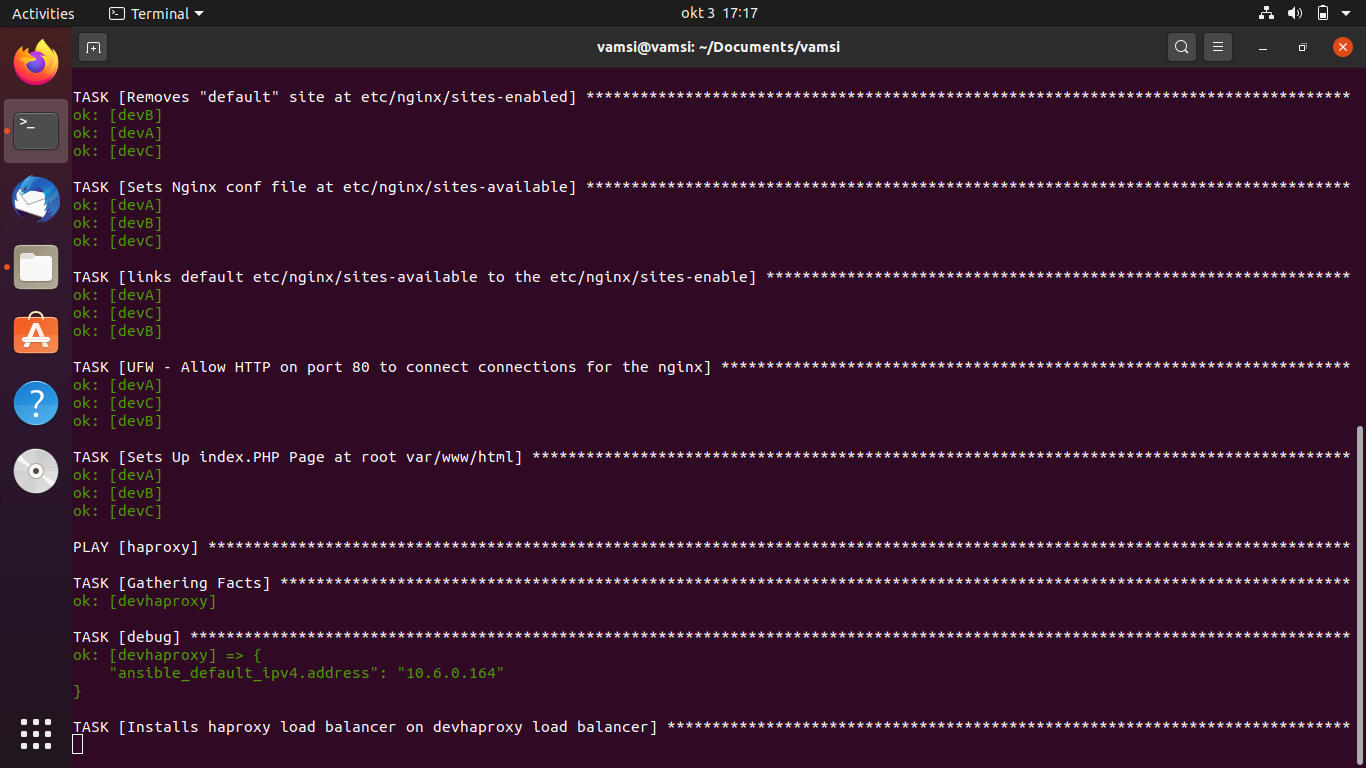 Activities
Terminal
okt 3 17:17
vamsi@vamsi: ~/Documents/vamsi
TASK [Removes "default" site at etc/nginx/sites-enabled] *************************************************************************************
ok: [devB]
ok: [devA]
ok: [devC]
TASK [Sets Nginx conf file at etc/nginx/sites-available] *************************************************************************************
ok: [devA]
ok: [devB]
ok: [devC]
TASK [links default etc/nginx/sites-available to the etc/nginx/sites-enable] *****************************************************************
ok: [devA]
ok: [devC]
ok: [devB]
TASK [UFW - Allow HTTP on port 80 to connect connections for the nginx] **********************************************************************
ok: [devA]
ok: [devC]
ok: [devB]
TASK [Sets Up index.PHP Page at root var/www/html] *******************************************************************************************
ok: [devA]
ok: [devB]
ok: [devC]
PLAY [haproxy] *******************************************************************************************************************************
TASK [Gathering Facts] ***********************************************************************************************************************
ok: [devhaproxy]
TASK [debug] *********************************************************************************************************************************
ok: [devhaproxy] => {
    "ansible_default_ipv4.address": "10.6.0.164"
}
TASK [Installs haproxy load balancer on devhaproxy load balancer] ****************************************************************************